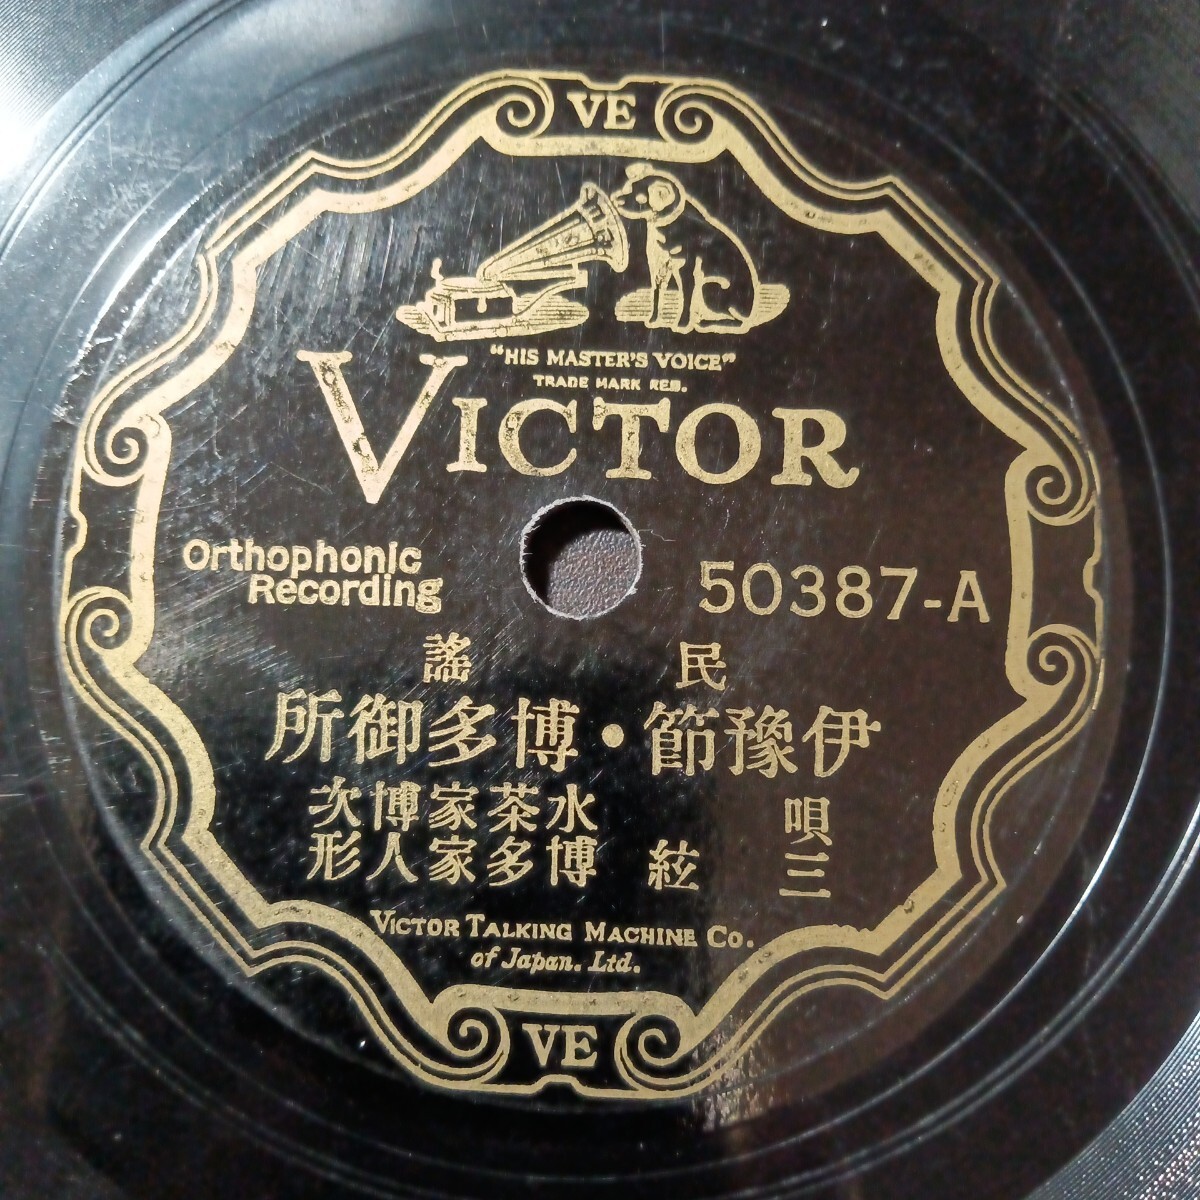 VE
"HIS MASTER'S VOICE"
TRADE MARK REG.
VICTOR
Orthophonic
Recording
50387-A
民謠
伊豫節・博多御所
唄 水茶家博次
三絃 博多家人形
VICTOR TALKING MACHINE CO.
of Japan. Ltd.
VE